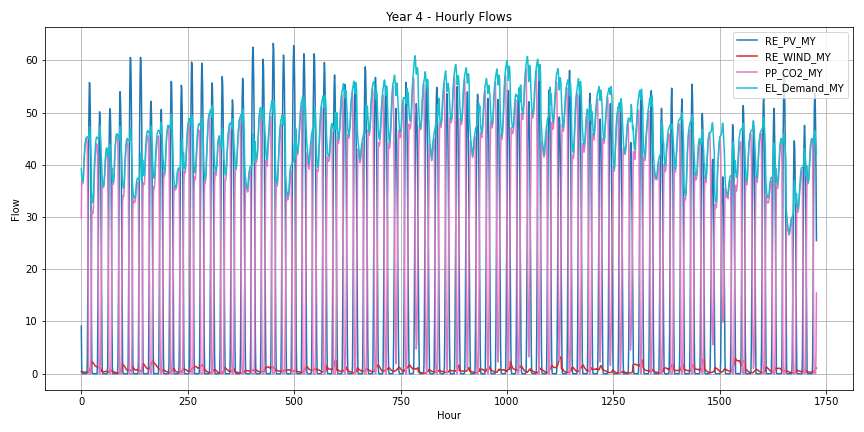 Year 4 - Hourly Flows
RE_PV_MY
RE_WIND_MY
PP_CO2_MY
EL_Demand_MY
60
50
40
30
20
10
0
Flow
0 250 500 750 1000 1250 1500 1750
Hour